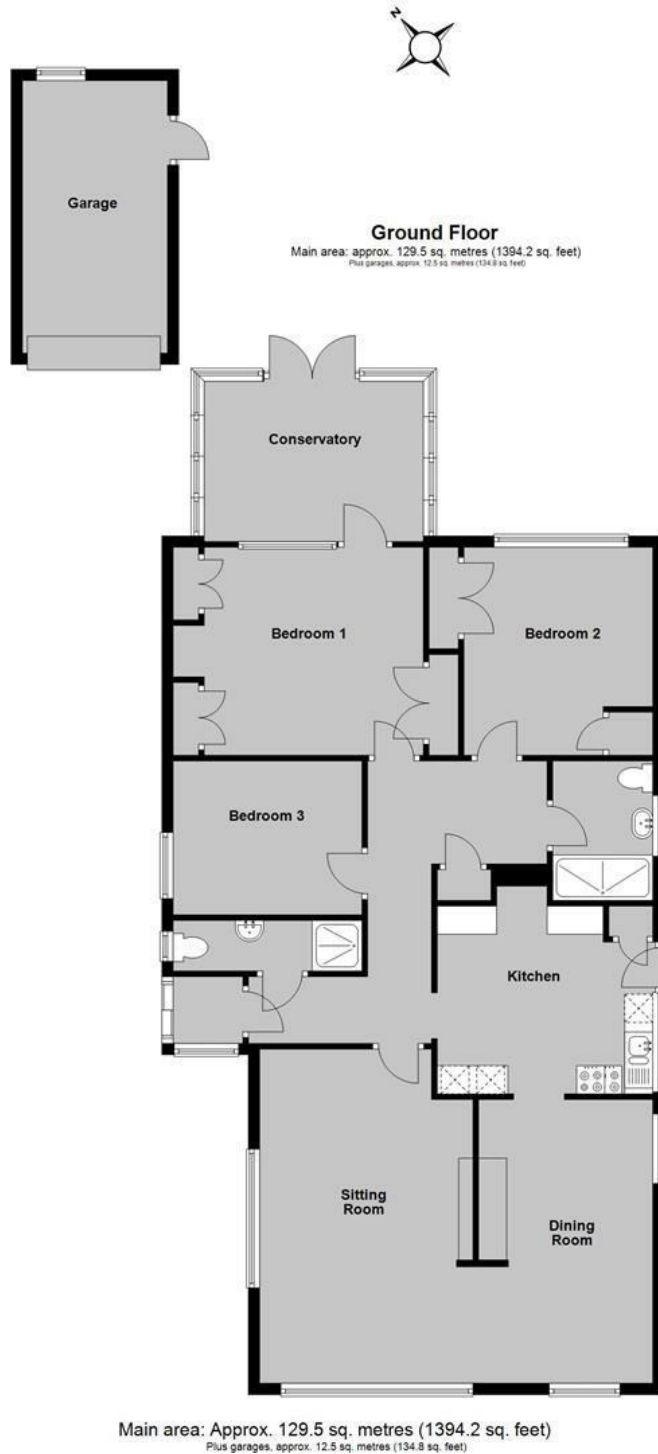 N
Garage
Ground Floor
Main area: approx. 129.5 sq. metres (1394.2 sq. feet)
Plus garages, approx. 12.5 sq. metres (134.8 sq. feet)
Conservatory
Bedroom 1
Bedroom 2
Bedroom 3
Kitchen
Sitting
Room
Dining
Room
Main area: Approx. 129.5 sq. metres (1394.2 sq. feet)
Plus garages, approx. 12.5 sq. metres (134.8 sq. feet)